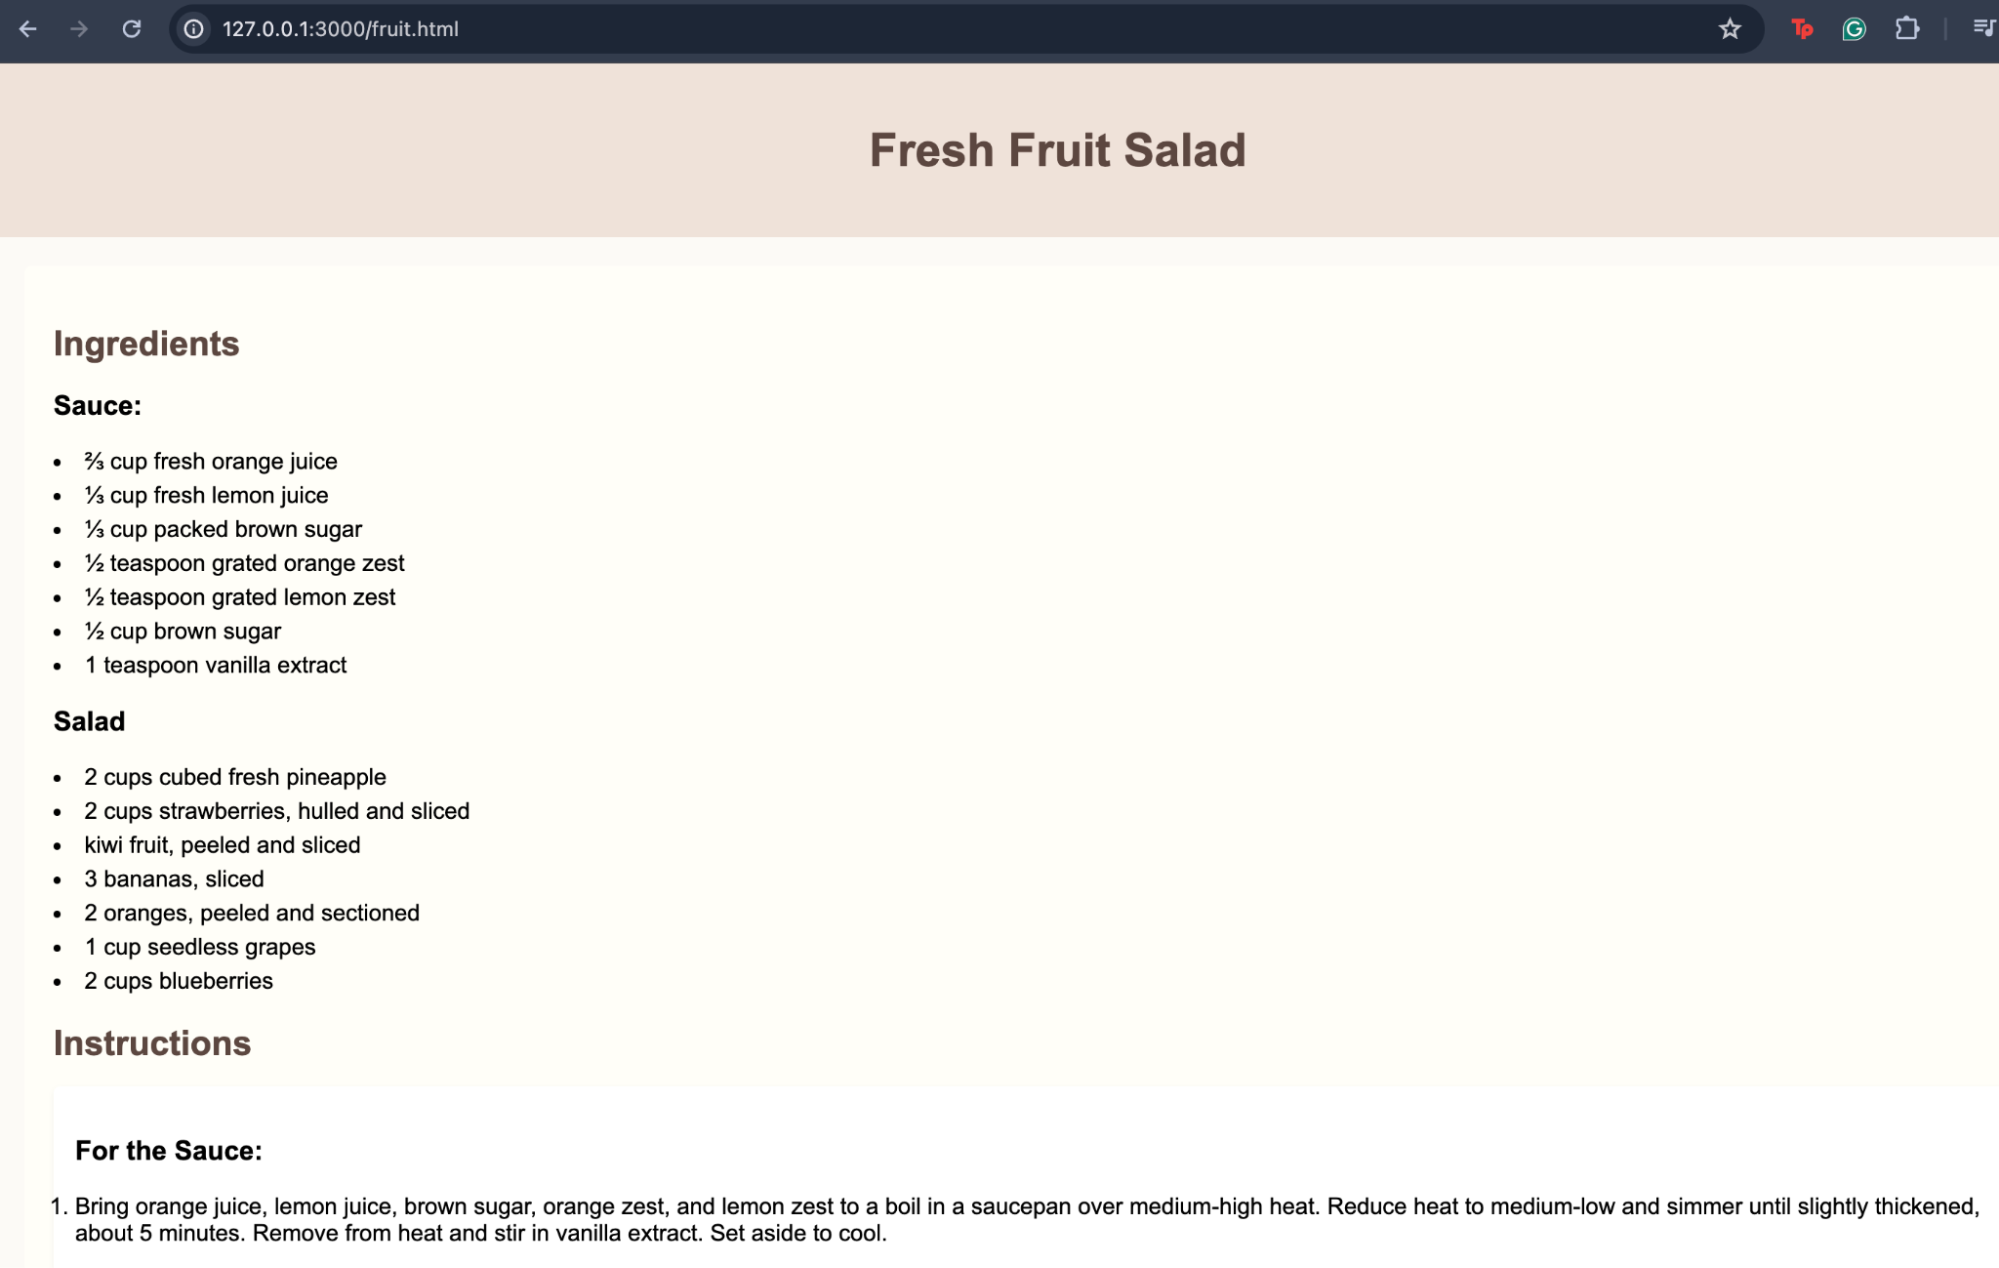 127.0.0.1:3000/fruit.html
Tp
G
Fresh Fruit Salad
Ingredients
Sauce:
• ⅔ cup fresh orange juice
• ⅓ cup fresh lemon juice
• ⅓ cup packed brown sugar
• ½ teaspoon grated orange zest
• ½ teaspoon grated lemon zest
• ½ cup brown sugar
• 1 teaspoon vanilla extract
Salad
• 2 cups cubed fresh pineapple
• 2 cups strawberries, hulled and sliced
• kiwi fruit, peeled and sliced
• 3 bananas, sliced
• 2 oranges, peeled and sectioned
• 1 cup seedless grapes
• 2 cups blueberries
Instructions
For the Sauce:
1. Bring orange juice, lemon juice, brown sugar, orange zest, and lemon zest to a boil in a saucepan over medium-high heat. Reduce heat to medium-low and simmer until slightly thickened,
about 5 minutes. Remove from heat and stir in vanilla extract. Set aside to cool.